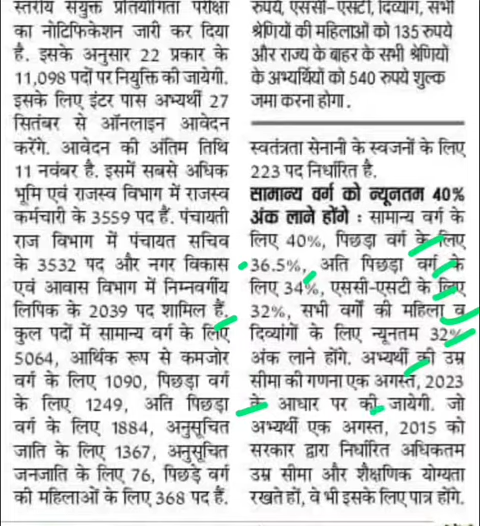 स्तरीय संयुक्त प्रतियोगिता परीक्षा
का नोटिफिकेशन जारी कर दिया
है. इसके अनुसार 22 प्रकार के
11,098 पदों पर नियुक्ति की जायेगी.
इसके लिए इंटर पास अभ्यर्थी 27
सितंबर से ऑनलाइन आवेदन
करेंगे. आवेदन की अंतिम तिथि
11 नवंबर है. इसमें सबसे अधिक
भूमि एवं राजस्व विभाग में राजस्व
कर्मचारी के 3559 पद हैं. पंचायती
राज विभाग में पंचायत सचिव
के 3532 पद और नगर विकास
एवं आवास विभाग में निम्नवर्गीय
लिपिक के 2039 पद शामिल हैं.
कुल पदों में सामान्य वर्ग के लिए
5064, आर्थिक रूप से कमजोर
वर्ग के लिए 1090, पिछड़ा वर्ग
के लिए 1249, अति पिछड़ा
वर्ग के लिए 1884, अनुसूचित
जाति के लिए 1367, अनुसूचित
जनजाति के लिए 76, पिछड़े वर्ग
की महिलाओं के लिए 368 पद हैं.
रुपये, एससी-एसटी, दिव्यांग, सभी
श्रेणियों की महिलाओं को 135 रुपये
और राज्य के बाहर के सभी श्रेणियों
के अभ्यर्थियों को 540 रुपये शुल्क
जमा करना होगा.
स्वतंत्रता सेनानी के स्वजनों के लिए
223 पद निर्धारित है.
सामान्य वर्ग को न्यूनतम 40%
अंक लाने होंगे : सामान्य वर्ग के
लिए 40%, पिछड़ा वर्ग के लिए
36.5%, अति पिछड़ा वर्ग के
लिए 34%, एससी-एसटी के लिए
32%, सभी वर्गों की महिला व
दिव्यांगों के लिए न्यूनतम 32%
अंक लाने होंगे. अभ्यर्थी की उम्र
सीमा की गणना एक अगस्त, 2023
के आधार पर की जायेगी. जो
अभ्यर्थी एक अगस्त, 2015 को
सरकार द्वारा निर्धारित अधिकतम
उम्र सीमा और शैक्षणिक योग्यता
रखते हों, वे भी इसके लिए पात्र होंगे.